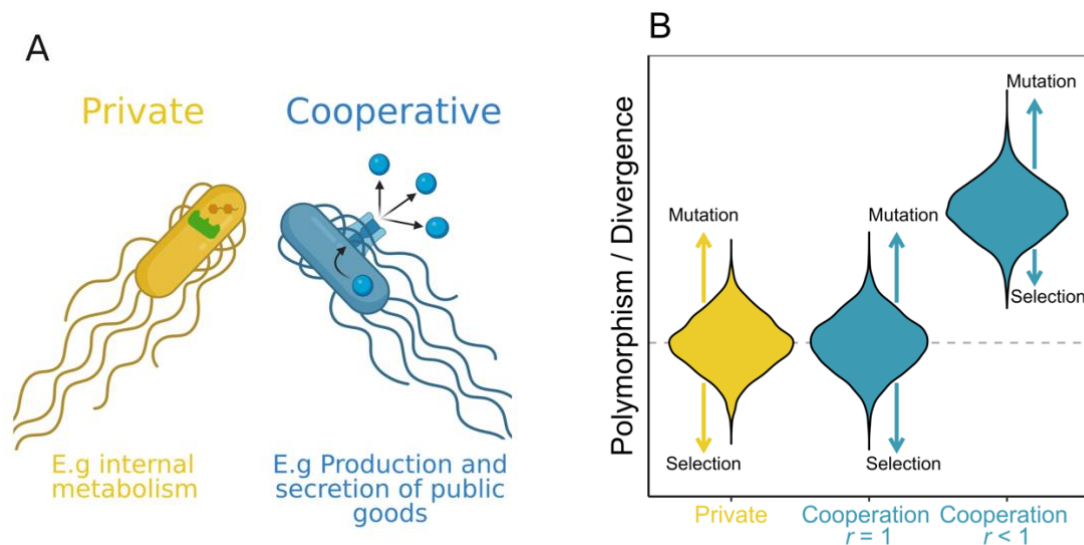 A
Private
Cooperative
E.g internal
metabolism
E.g Production and
secretion of public
goods
B
Polymorphism / Divergence
Mutation
Selection
Mutation
Selection
Mutation
Selection
Private
Cooperation
r = 1
Cooperation
r < 1